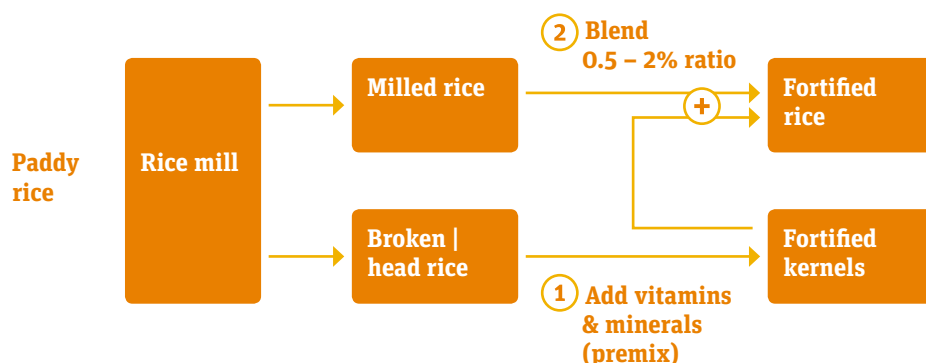 Paddy
rice
Rice mill
Milled rice
Broken |
head rice
2 Blend
0.5 – 2% ratio
+
1 Add vitamins
& minerals
(premix)
Fortified
rice
Fortified
kernels